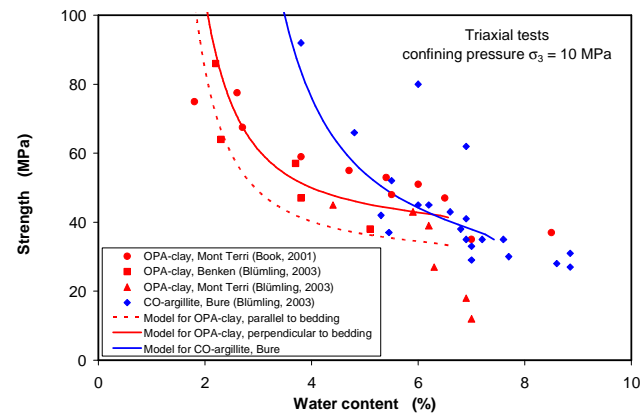 100
80
60
40
20
0
Strength (MPa)
Triaxial tests
confining pressure σ3 = 10 MPa
OPA-clay, Mont Terri (Book, 2001)
OPA-clay, Benken (Blümling, 2003)
OPA-clay, Mont Terri (Blümling, 2003)
CO-argillite, Bure (Blümling, 2003)
Model for OPA-clay, parallel to bedding
Model for OPA-clay, perpendicular to bedding
Model for CO-argillite, Bure
0 2 4 6 8 10
Water content (%)